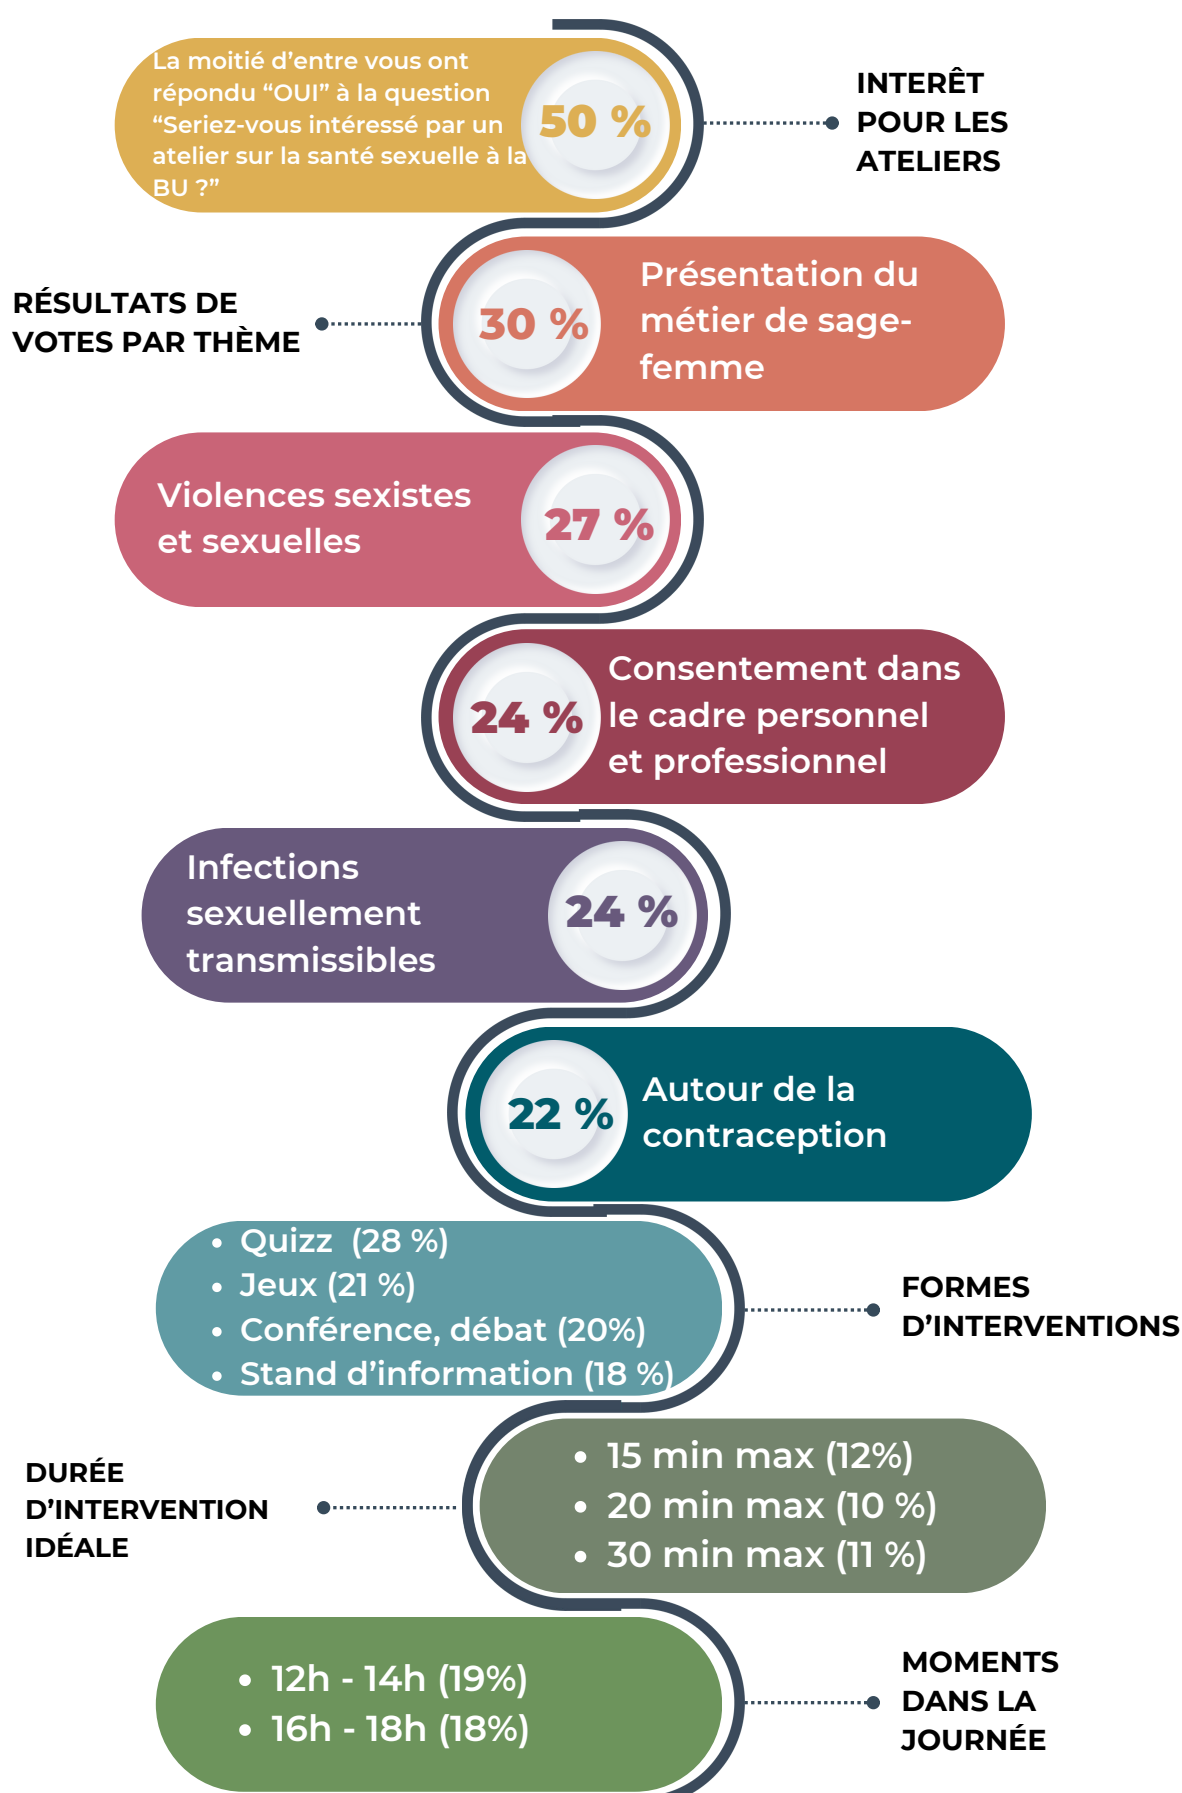 La moitié d’entre vous ont
répondu “OUI” à la question
“Seriez-vous intéressé par un
atelier sur la santé sexuelle à la
BU ?”
50 %
INTERÊT
POUR LES
ATELIERS
RÉSULTATS DE
VOTES PAR THÈME
30 %
Présentation du
métier de sage-
femme
Violences sexistes
et sexuelles
27 %
24 %
Consentement dans
le cadre personnel
et professionnel
Infections
sexuellement
transmissibles
24 %
22 %
Autour de la
contraception
• Quizz  (28 %)
• Jeux (21 %)
• Conférence, débat (20%)
• Stand d’information (18 %)
FORMES
D’INTERVENTIONS
DURÉE
D’INTERVENTION
IDÉALE
• 15 min max (12%)
• 20 min max (10 %)
• 30 min max (11 %)
• 12h - 14h (19%)
• 16h - 18h (18%)
MOMENTS
DANS LA
JOURNÉE